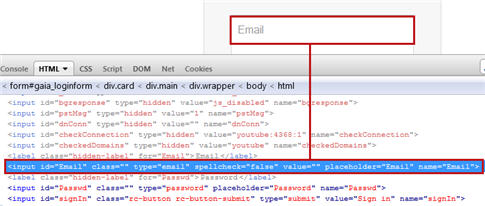 Email
Console HTML CSS Script DOM Net Cookies
< form#gaia_loginform < div.card < div.main < div.wrapper < body < html
<input id="bgresponse" type="hidden" value="js_disabled" name="bgresponse">
<input id="pstMsg" type="hidden" value="1" name="pstMsg">
<input id="dnConn" type="hidden" value="" name="dnConn">
<input id="checkConnection" type="hidden" value="youtube:4368:1" name="checkConnection">
<input id="checkedDomains" type="hidden" value="youtube" name="checkedDomains">
<label class="hidden-label" for="Email">Email</label>
<input id="Email" class="" type="email" spellcheck="false" value="" placeholder="Email" name="Email">
<label class="hidden-label" for="Passwd">Password</label>
<input id="Passwd" class="" type="password" placeholder="Password" name="Passwd">
<input id="signIn" class="rc-button rc-button-submit" type="submit" value="Sign in" name="signIn">